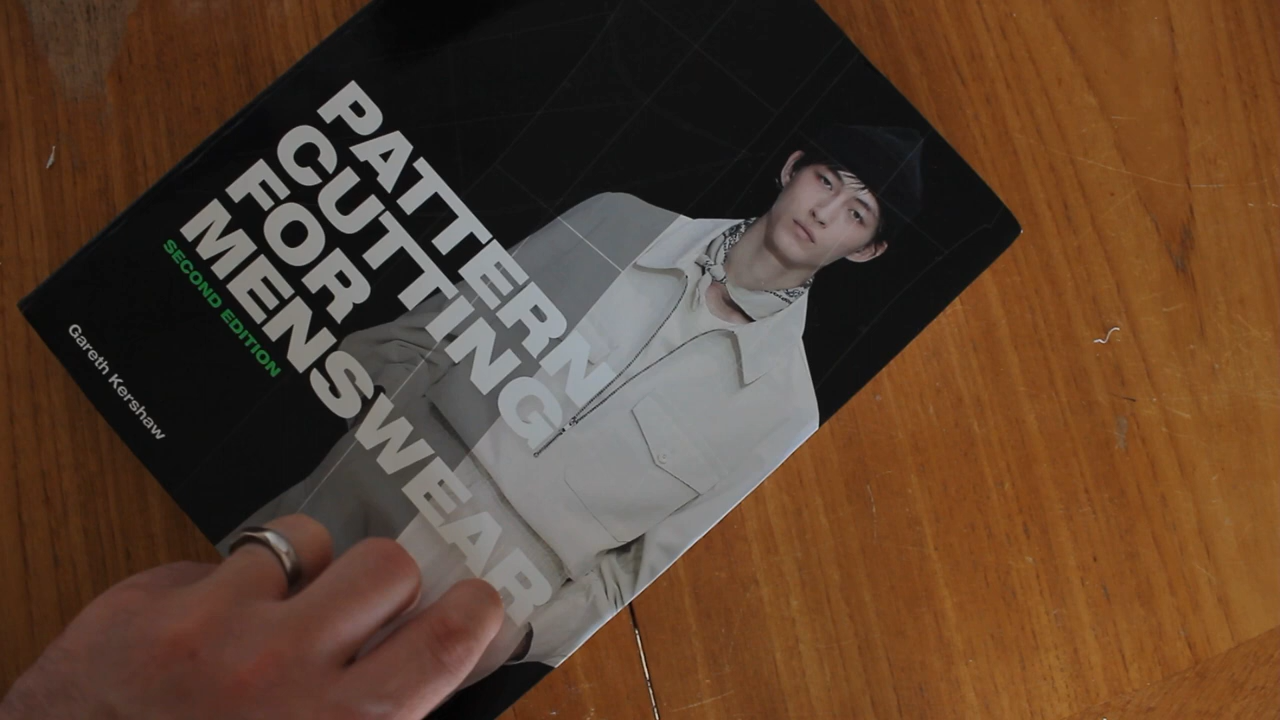 PATTERN
CUTTING
FOR
MENSWEAR
SECOND EDITION
Gareth Kershaw